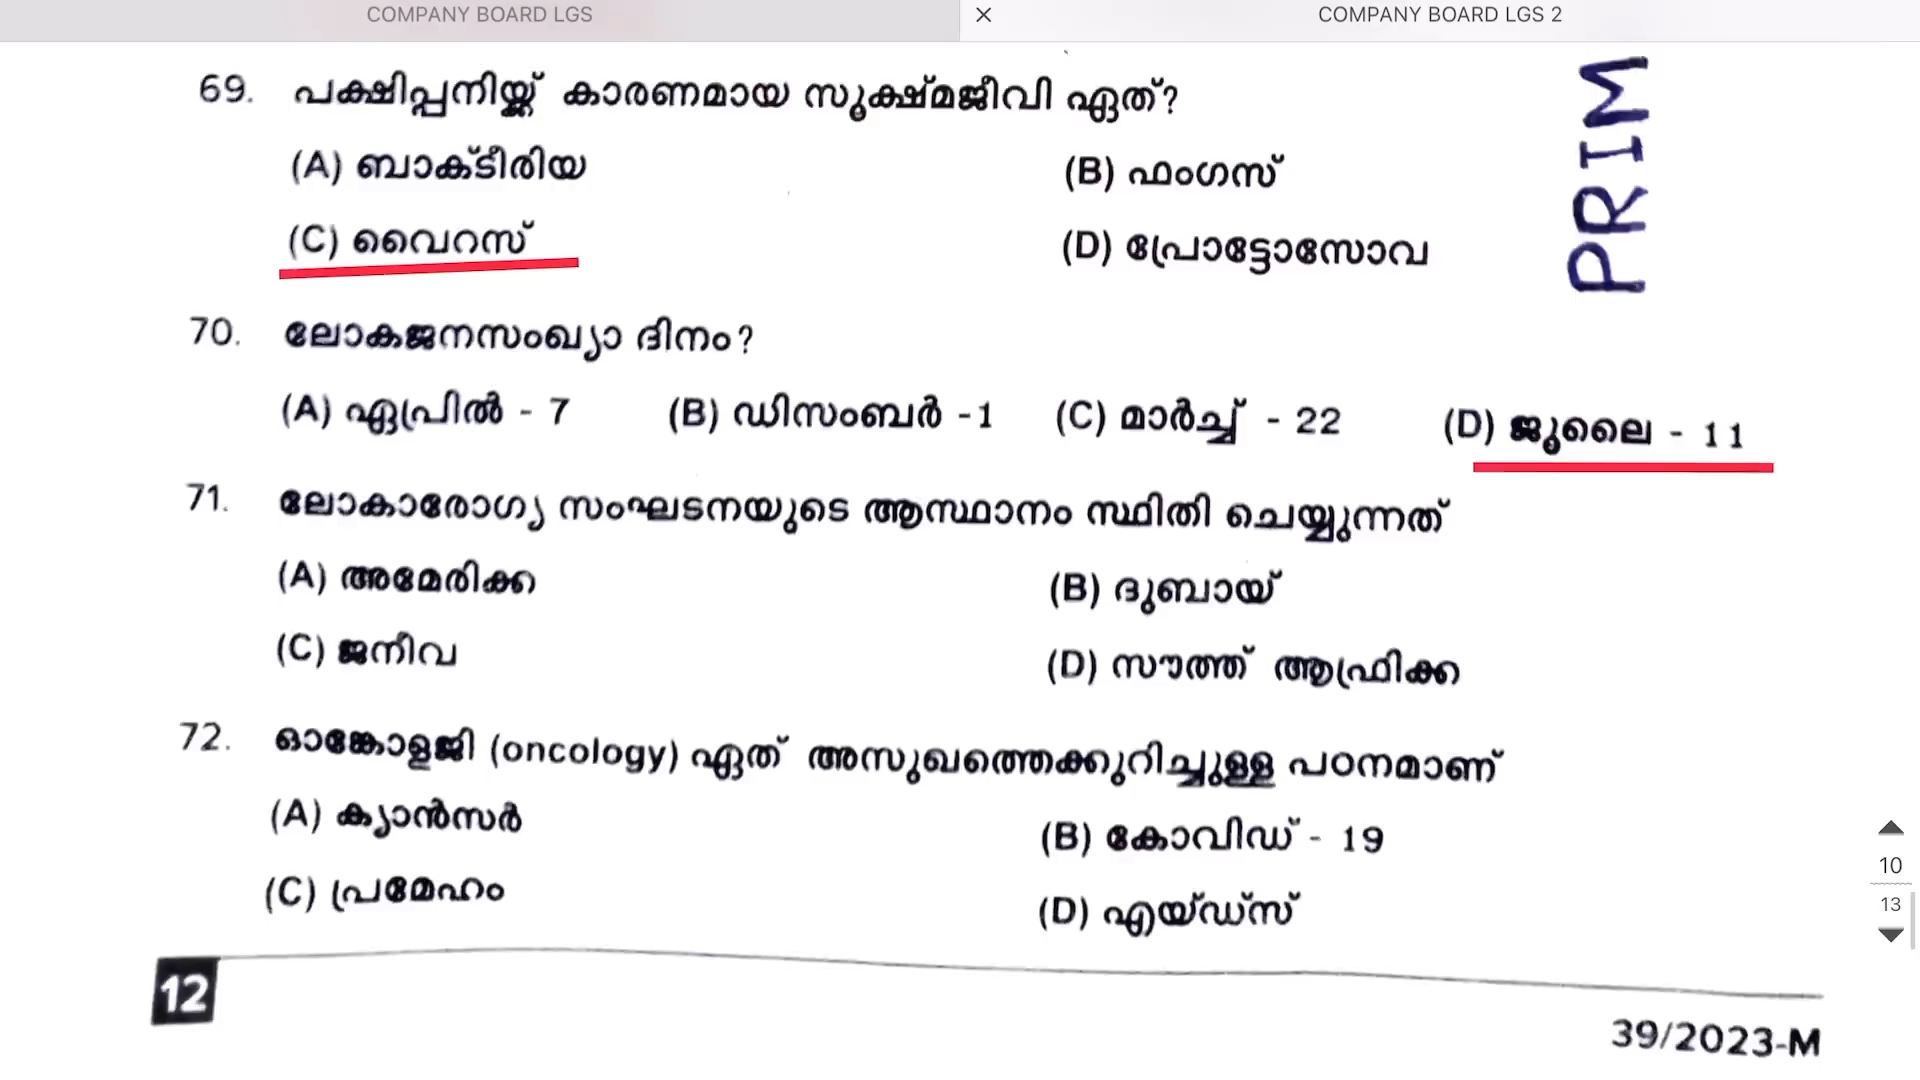 COMPANY BOARD LGS
COMPANY BOARD LGS 2
69. പക്ഷിപ്പനിയ്ക്ക് കാരണമായ സൂക്ഷ്മജീവി ഏത്?
(A) ബാക്ടീരിയ (B) ഫംഗസ്
(C) വൈറസ് (D) പ്രോട്ടോസോവ
70. ലോകജനസംഖ്യാ ദിനം?
(A) ഏപ്രിൽ - 7 (B) ഡിസംബർ -1 (C) മാർച്ച് - 22 (D) ജൂലൈ - 11
71. ലോകാരോഗ്യ സംഘടനയുടെ ആസ്ഥാനം സ്ഥിതി ചെയ്യുന്നത്
(A) അമേരിക്ക (B) ദുബായ്
(C) ജനീവ (D) സൗത്ത് ആഫ്രിക്ക
72. ഓങ്കോളജി (oncology) ഏത് അസുഖത്തെക്കുറിച്ചുള്ള പഠനമാണ്
(A) ക്യാൻസർ (B) കോവിഡ് - 19
(C) പ്രമേഹം (D) എയ്ഡ്സ്
12
39/2023-M
PRIM
10
13